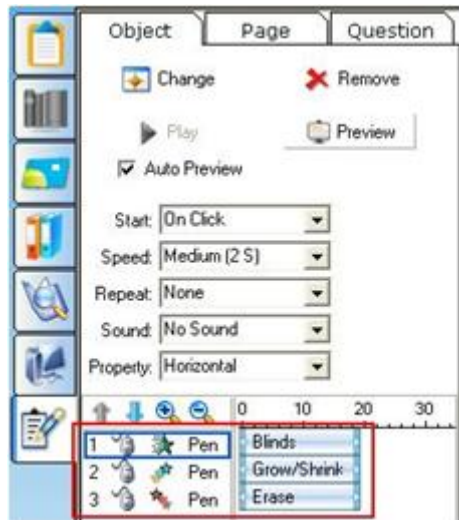 Object Page Question
Change Remove
Play Preview
Auto Preview
Start: On Click
Speed: Medium (2 S)
Repeat: None
Sound: No Sound
Property: Horizontal
0 10 20 30
1 Pen Blinds
2 Pen Grow/Shrink
3 Pen Erase